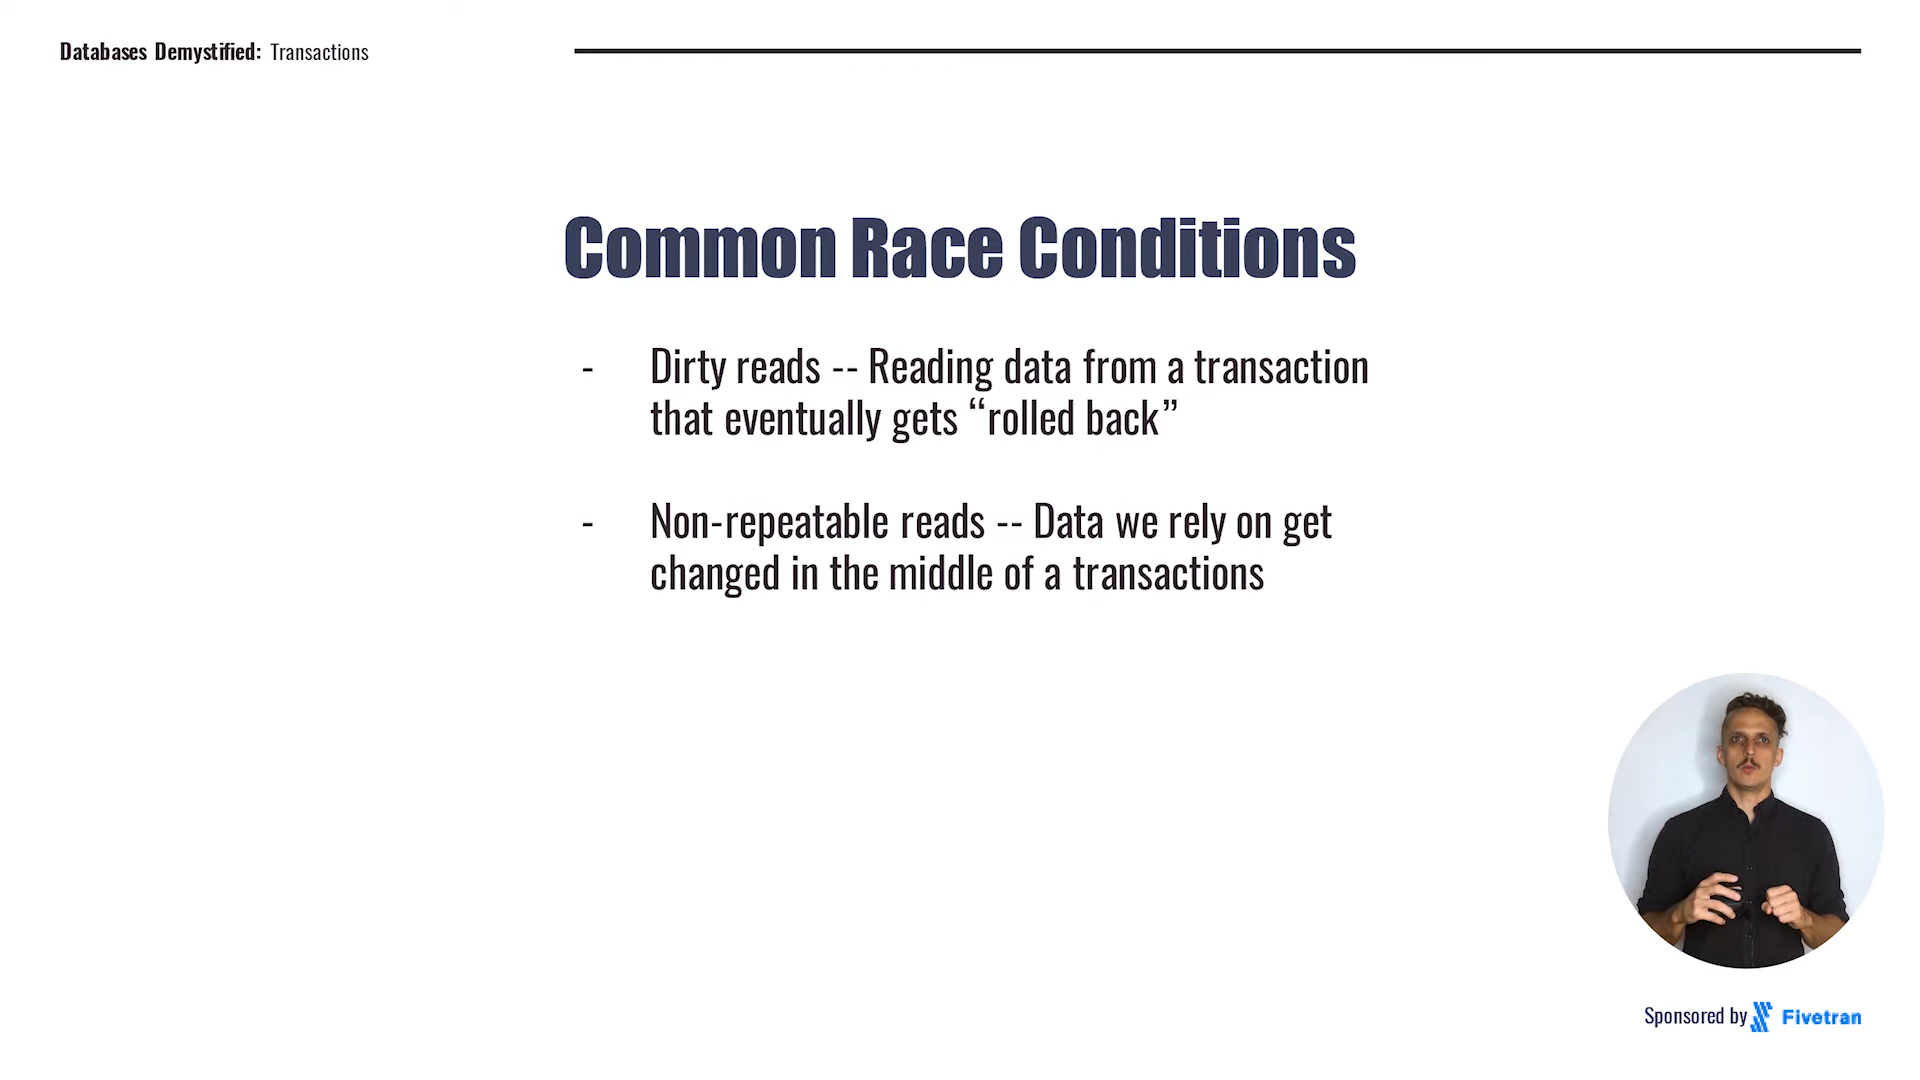 Databases Demystified: Transactions
Common Race Conditions
- Dirty reads -- Reading data from a transaction
that eventually gets “rolled back”
- Non-repeatable reads -- Data we rely on get
changed in the middle of a transactions
Sponsored by Fivetran